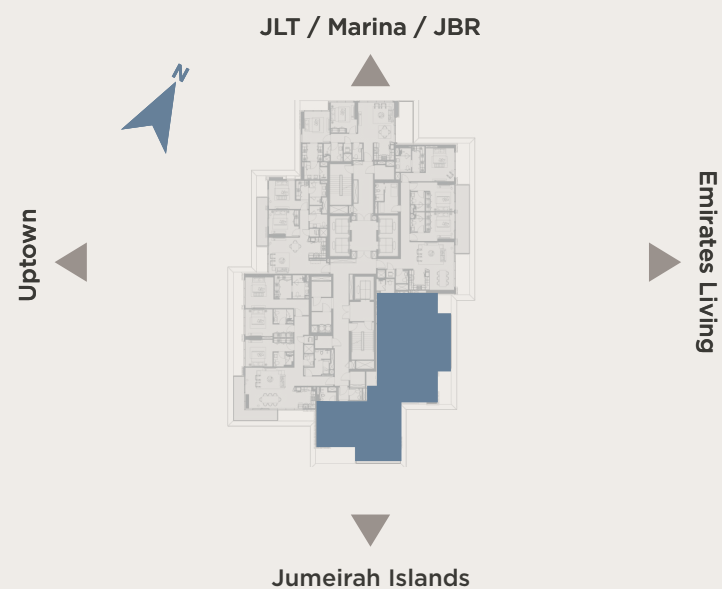 JLT / Marina / JBR
N
Uptown
Emirates Living
Jumeirah Islands